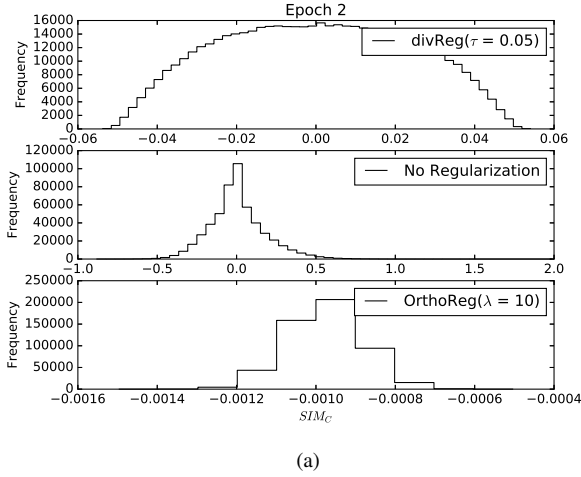 Epoch 2
Frequency
16000
14000
12000
10000
8000
6000
4000
2000
0
divReg(τ = 0.05)
−0.06 −0.04 −0.02 0.00 0.02 0.04 0.06
Frequency
120000
100000
80000
60000
40000
20000
0
No Regularization
−1.0 −0.5 0.0 0.5 1.0 1.5 2.0
Frequency
250000
200000
150000
100000
50000
0
OrthoReg(λ = 10)
−0.0016 −0.0014 −0.0012 −0.0010 −0.0008 −0.0006 −0.0004
SIM_C
(a)